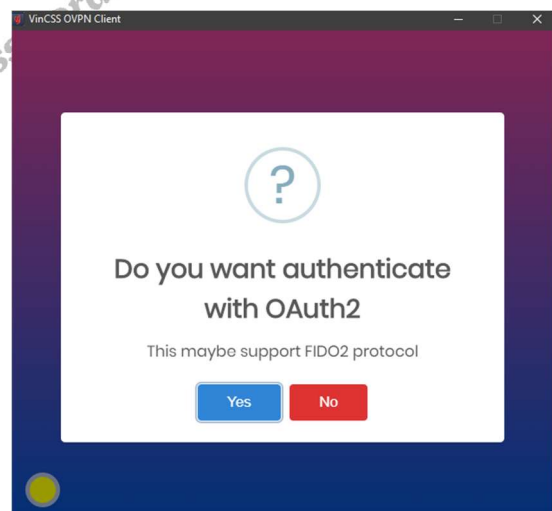 VinCSS OVPN Client
?
Do you want authenticate
with OAuth2
This maybe support FIDO2 protocol
Yes
No